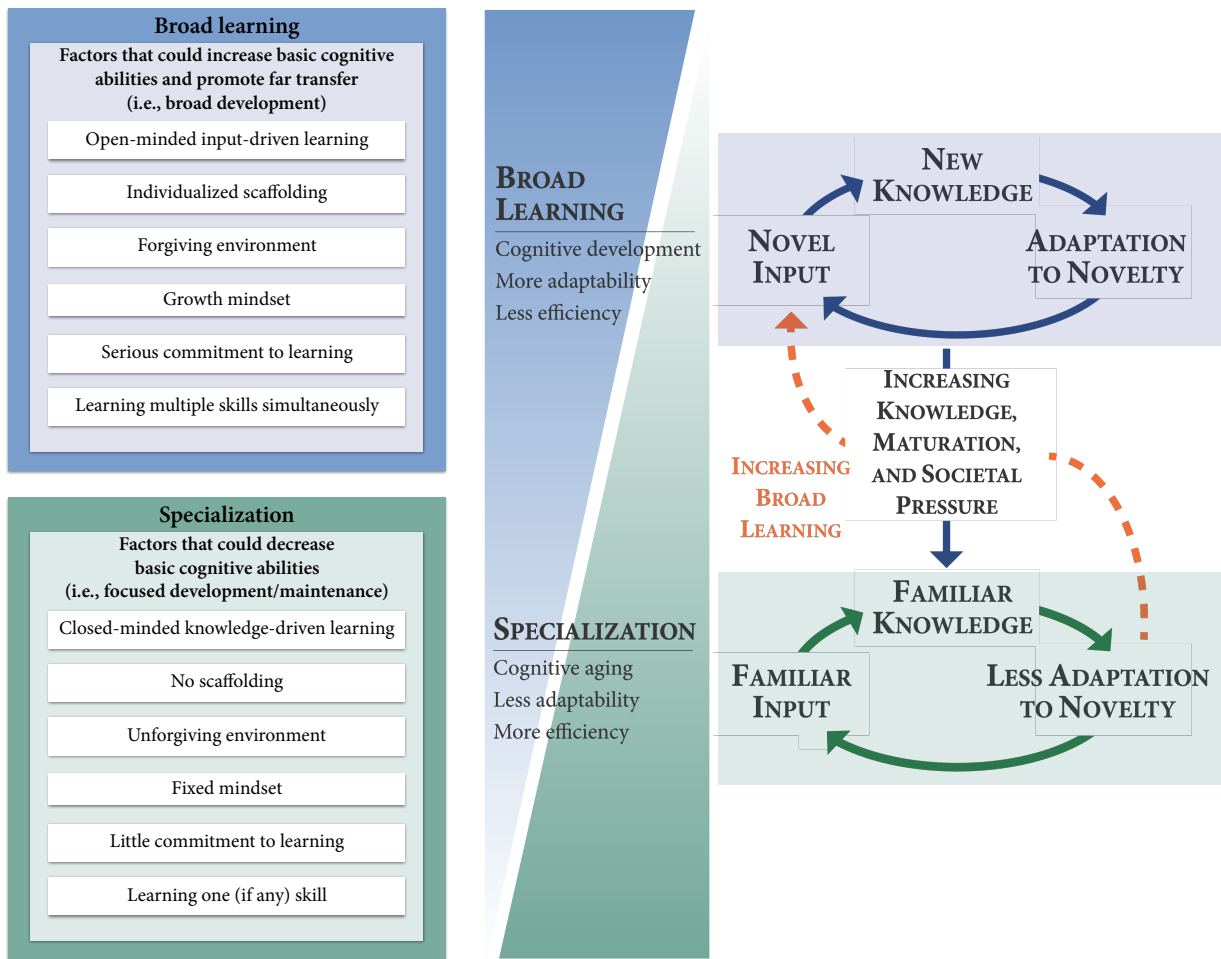 Broad learning
Factors that could increase basic cognitive
abilities and promote far transfer
(i.e., broad development)
Open-minded input-driven learning
Individualized scaffolding
Forgiving environment
Growth mindset
Serious commitment to learning
Learning multiple skills simultaneously
Specialization
Factors that could decrease
basic cognitive abilities
(i.e., focused development/maintenance)
Closed-minded knowledge-driven learning
No scaffolding
Unforgiving environment
Fixed mindset
Little commitment to learning
Learning one (if any) skill
Broad
Learning
Cognitive development
More adaptability
Less efficiency
Specialization
Cognitive aging
Less adaptability
More efficiency
New
Knowledge
Novel
Input
Adaptation
to Novelty
Increasing
Knowledge,
Maturation,
and Societal
Pressure
Increasing
Broad
Learning
Familiar
Knowledge
Familiar
Input
Less Adaptation
to Novelty